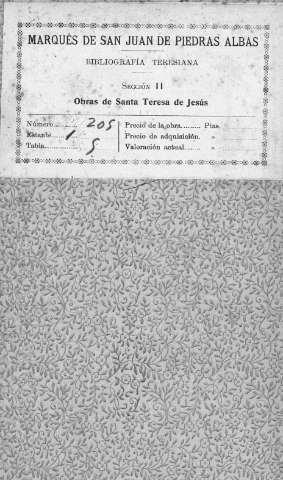 MARQUÉS DE SAN JUAN DE PIEDRAS ALBAS
BIBLIOGRAFÍA TERESIANA
SECCIÓN II
Obras de Santa Teresa de Jesús
Número.......... 205
Estante.......... 1
Tabla............. 5
Precio de la obra....... Ptas.
Precio de adquisición. »
Valoración actual...... »